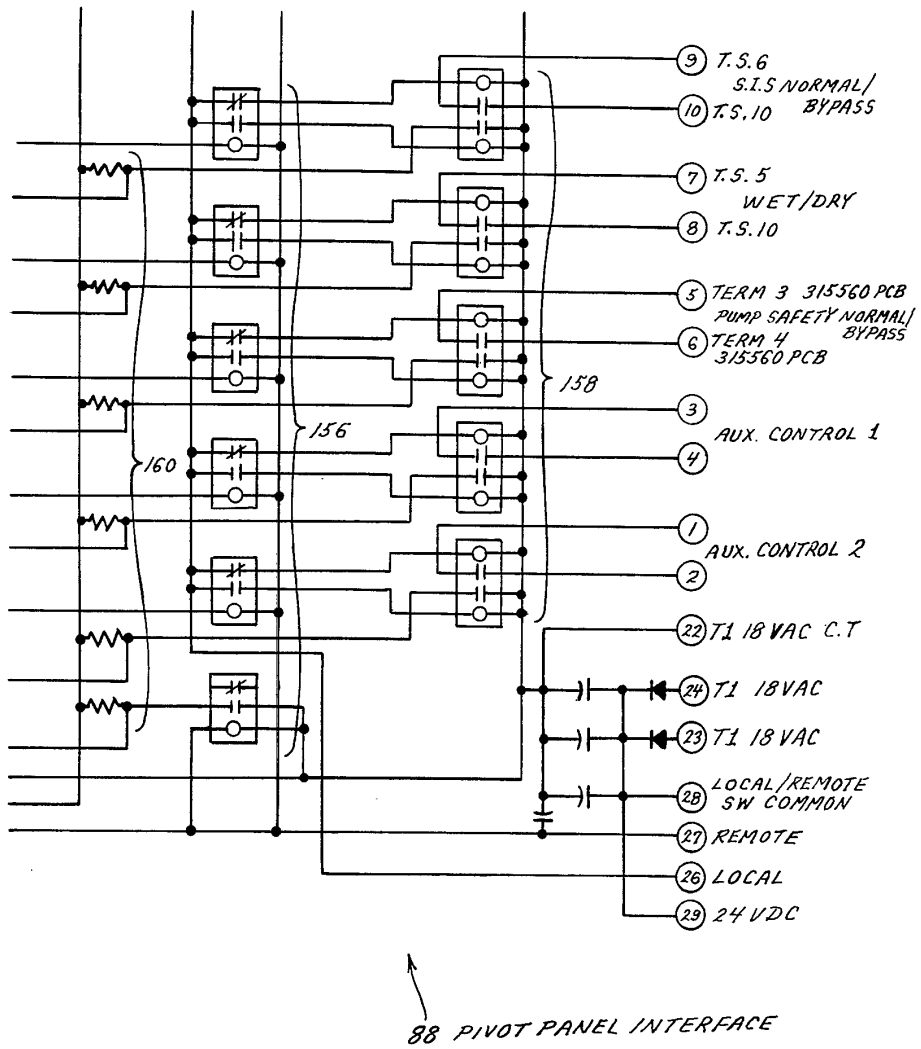 9 T.S.6
S.I.S NORMAL/
BYPASS
10 T.S.10
7 T.S.5
WET/DRY
8 T.S.10
5 TERM 3 315560 PCB
PUMP SAFETY NORMAL/
BYPASS
6 TERM 4
315560 PCB
158
3
156
AUX. CONTROL 1
160
4
1
AUX. CONTROL 2
2
22 T1 18 VAC C.T
24 T1 18VAC
23 T1 18 VAC
28 LOCAL/REMOTE
SW COMMON
27 REMOTE
26 LOCAL
29 24 VDC
88 PIVOT PANEL INTERFACE